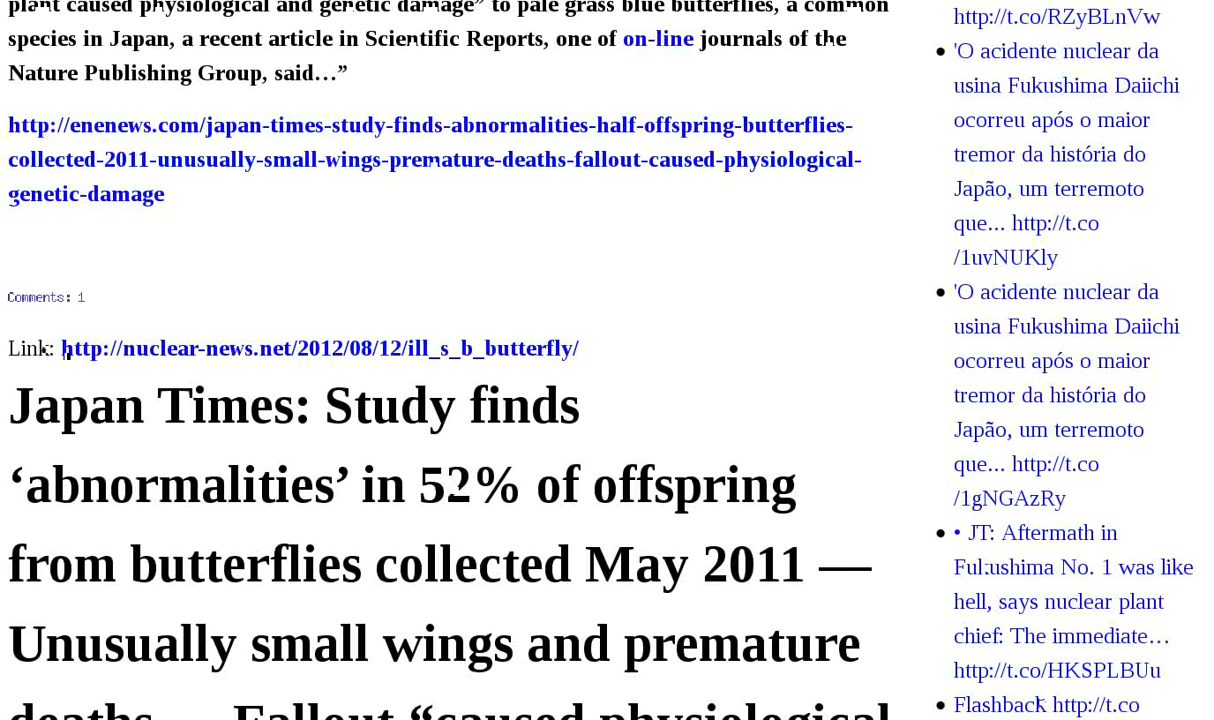 plant caused physiological and genetic damage” to pale grass blue butterflies, a common
species in Japan, a recent article in Scientific Reports, one of on-line journals of the
Nature Publishing Group, said…”
http://enenews.com/japan-times-study-finds-abnormalities-half-offspring-butterflies-
collected-2011-unusually-small-wings-premature-deaths-fallout-caused-physiological-
genetic-damage
Comments: 1
Link: http://nuclear-news.net/2012/08/12/ill_s_b_butterfly/
Japan Times: Study finds
‘abnormalities’ in 52% of offspring
from butterflies collected May 2011 —
Unusually small wings and premature
deaths — Fallout “caused physiological
http://t.co/RZyBLnVw
• 'O acidente nuclear da
usina Fukushima Daiichi
ocorreu após o maior
tremor da história do
Japão, um terremoto
que... http://t.co
/1uvNUKly
• 'O acidente nuclear da
usina Fukushima Daiichi
ocorreu após o maior
tremor da história do
Japão, um terremoto
que... http://t.co
/1gNGAzRy
• • JT: Aftermath in
Fukushima No. 1 was like
hell, says nuclear plant
chief: The immediate…
http://t.co/HKSPLBUu
• Flashback http://t.co